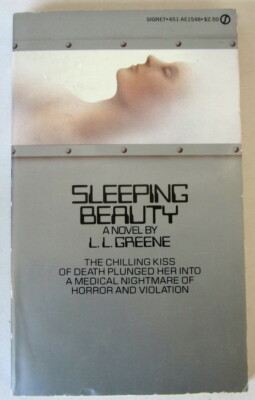 SIGNET•451-AE1548•$2.50
SLEEPING
BEAUTY
A NOVEL BY
L. L. GREENE
THE CHILLING KISS
OF DEATH PLUNGED HER INTO
A MEDICAL NIGHTMARE OF
HORROR AND VIOLATION